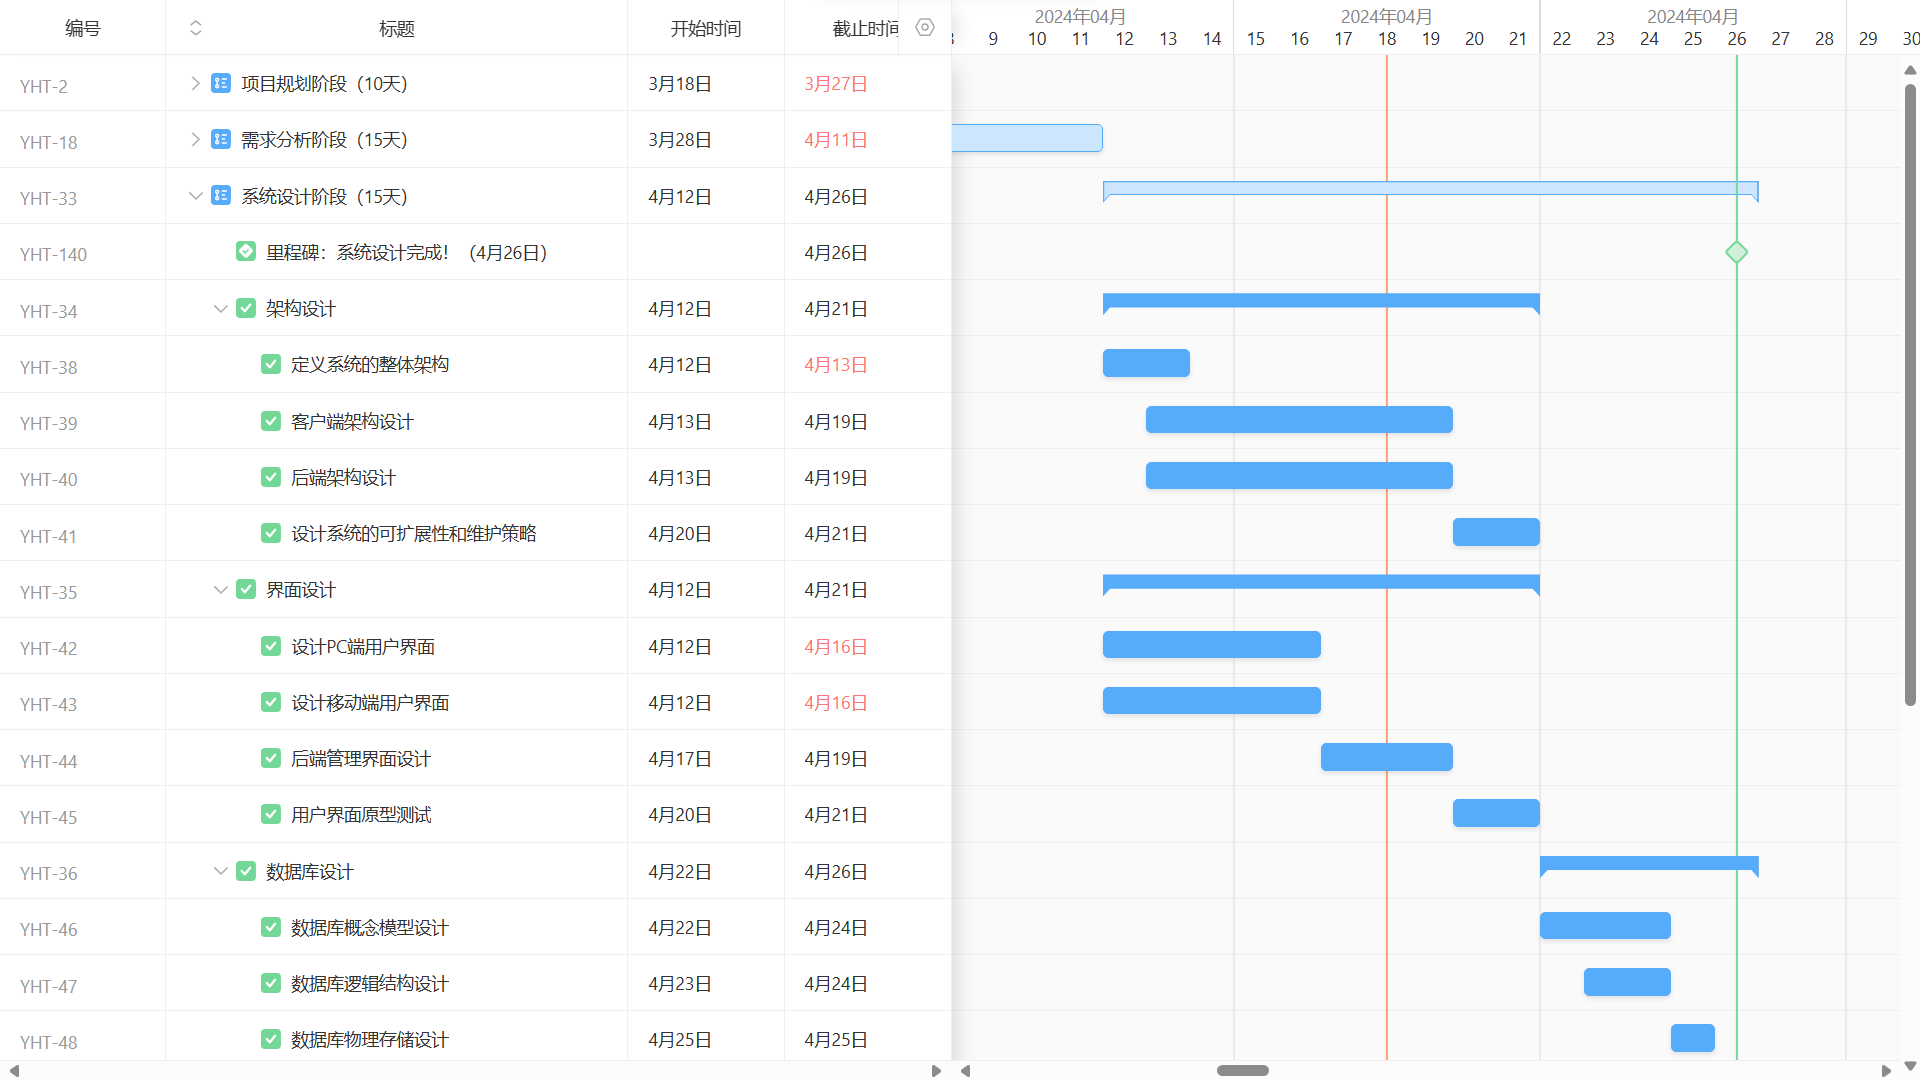 编号 标题 开始时间 截止时间 2024年04月 2024年04月 2024年04月
9 10 11 12 13 14 15 16 17 18 19 20 21 22 23 24 25 26 27 28 29 30
YHT-2 项目规划阶段（10天） 3月18日 3月27日
YHT-18 需求分析阶段（15天） 3月28日 4月11日
YHT-33 系统设计阶段（15天） 4月12日 4月26日
YHT-140 里程碑：系统设计完成！（4月26日） 4月26日
YHT-34 架构设计 4月12日 4月21日
YHT-38 定义系统的整体架构 4月12日 4月13日
YHT-39 客户端架构设计 4月13日 4月19日
YHT-40 后端架构设计 4月13日 4月19日
YHT-41 设计系统的可扩展性和维护策略 4月20日 4月21日
YHT-35 界面设计 4月12日 4月21日
YHT-42 设计PC端用户界面 4月12日 4月16日
YHT-43 设计移动端用户界面 4月12日 4月16日
YHT-44 后端管理界面设计 4月17日 4月19日
YHT-45 用户界面原型测试 4月20日 4月21日
YHT-36 数据库设计 4月22日 4月26日
YHT-46 数据库概念模型设计 4月22日 4月24日
YHT-47 数据库逻辑结构设计 4月23日 4月24日
YHT-48 数据库物理存储设计 4月25日 4月25日